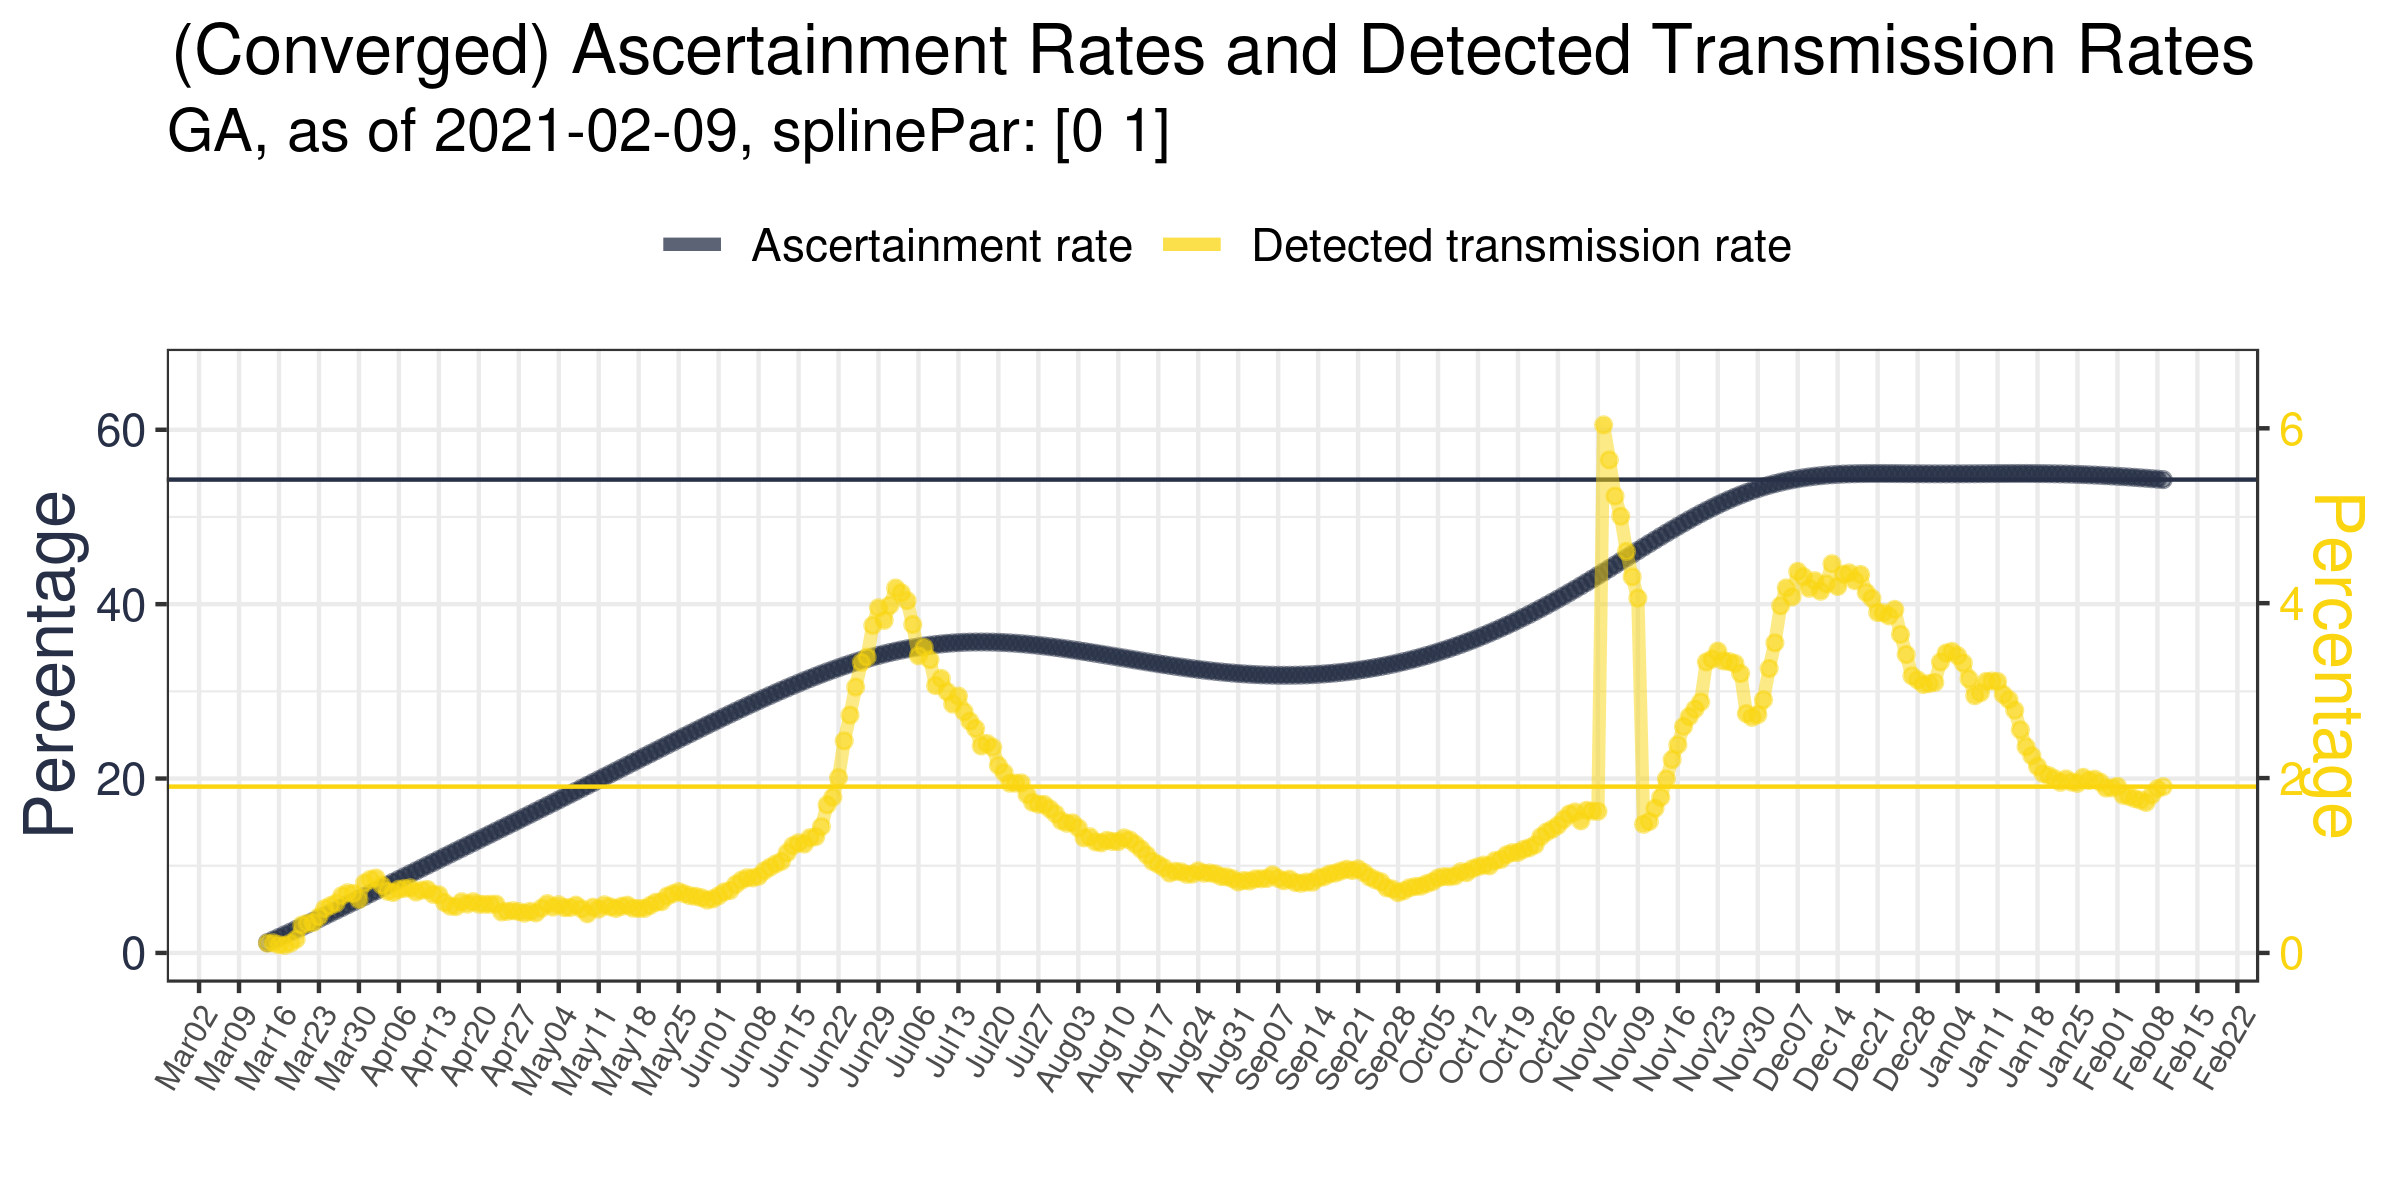 (Converged) Ascertainment Rates and Detected Transmission Rates
GA, as of 2021-02-09, splinePar: [0 1]
Ascertainment rate Detected transmission rate
Percentage
60
40
20
0
6
4
2
0
Percentage
Mar02 Mar09 Mar16 Mar23 Mar30 Apr06 Apr13 Apr20 Apr27 May04 May11 May18 May25 Jun01 Jun08 Jun15 Jun22 Jun29 Jul06 Jul13 Jul20 Jul27 Aug03 Aug10 Aug17 Aug24 Aug31 Sep07 Sep14 Sep21 Sep28 Oct05 Oct12 Oct19 Oct26 Nov02 Nov09 Nov16 Nov23 Nov30 Dec07 Dec14 Dec21 Dec28 Jan04 Jan11 Jan18 Jan25 Feb01 Feb08 Feb15 Feb22